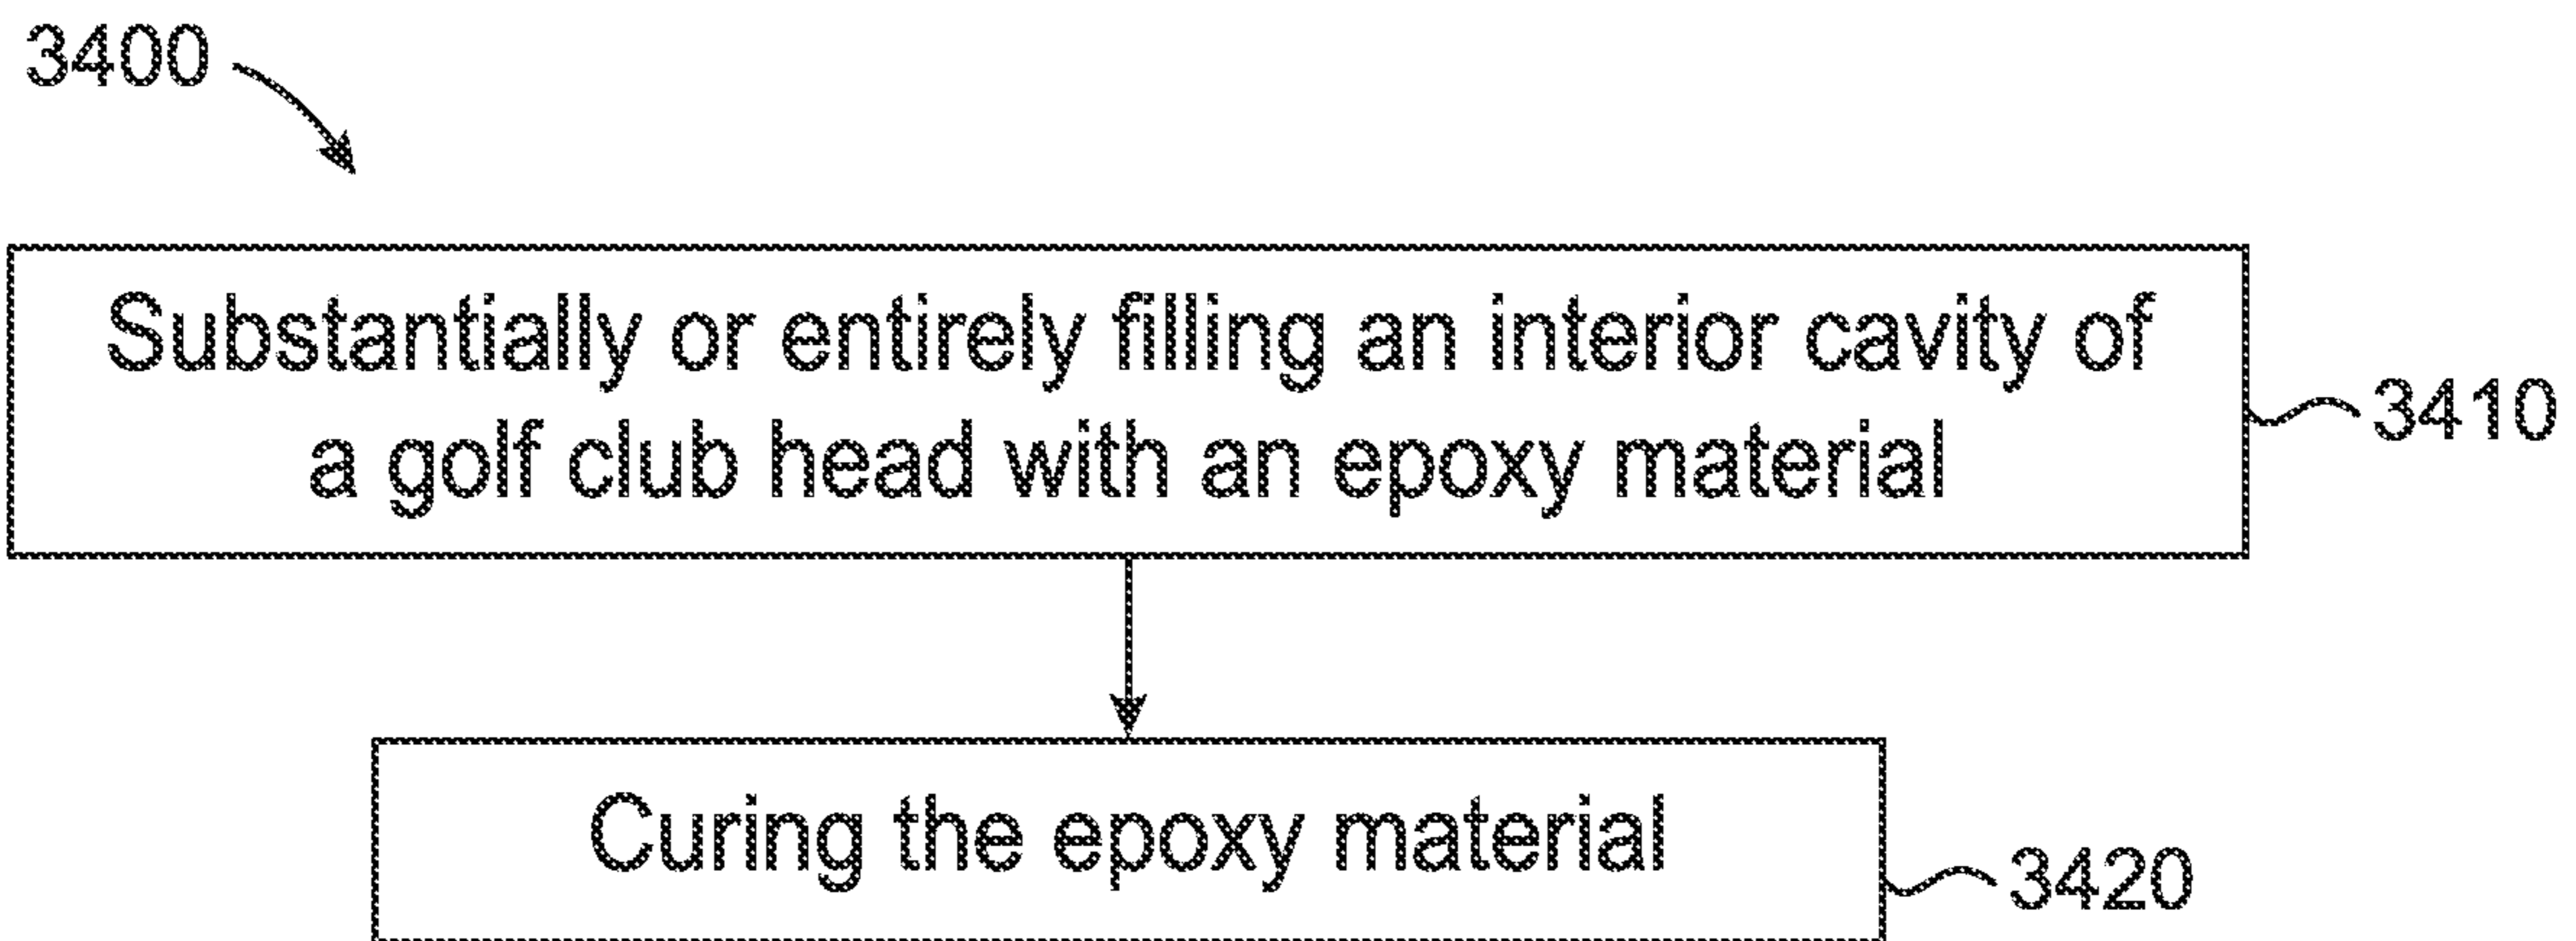 3400
Substantially or entirely filling an interior cavity of
a golf club head with an epoxy material
3410
Curing the epoxy material
3420